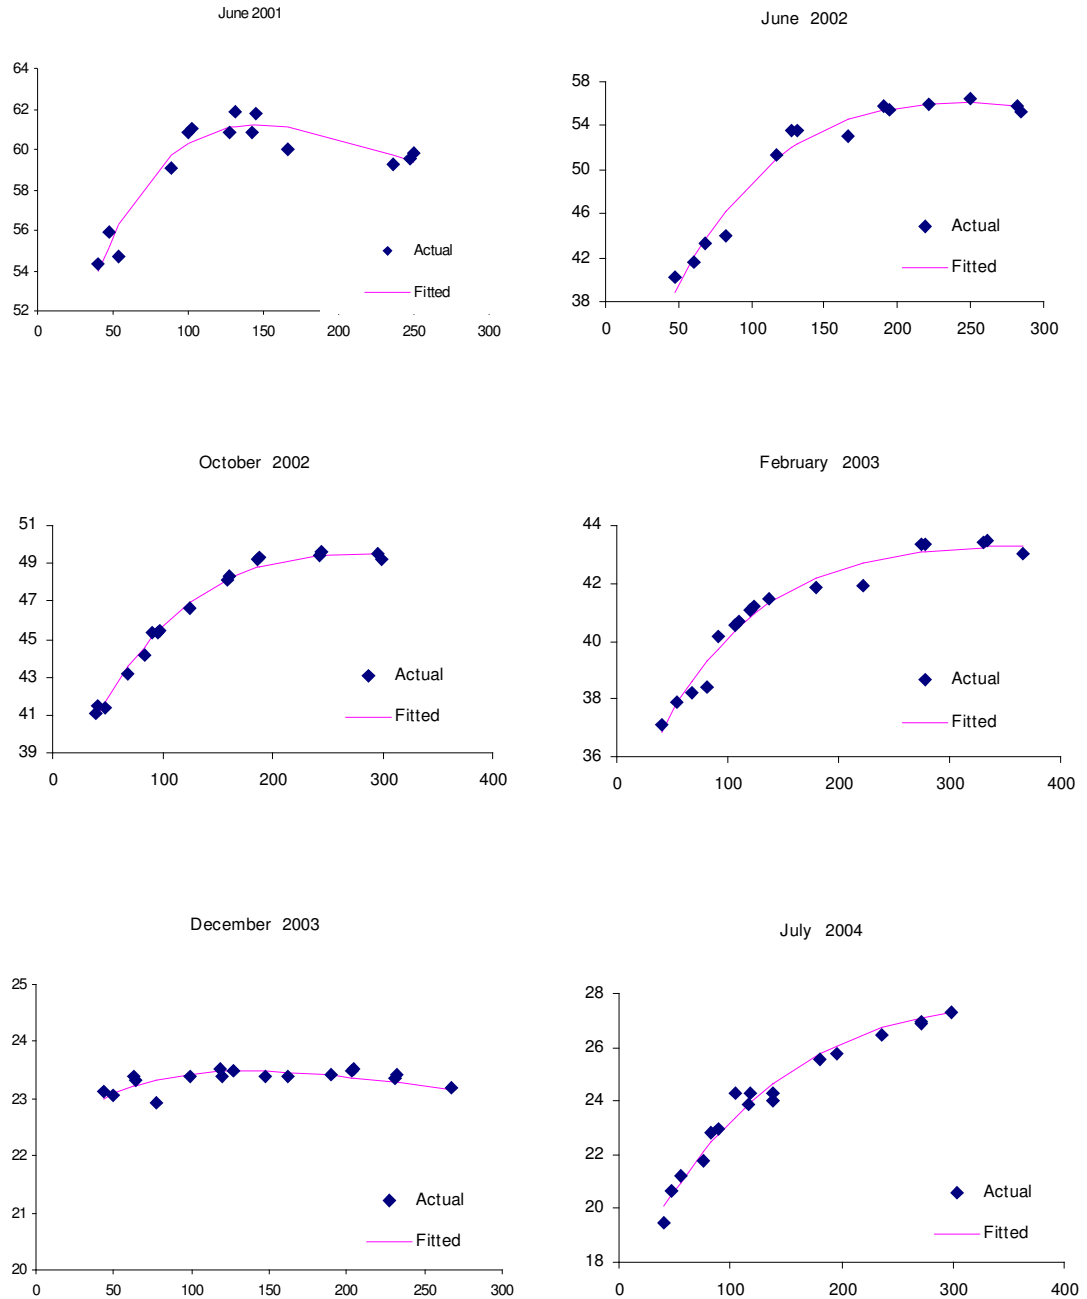 June 2001
64
62
60
58
56
54
52
0 50 100 150 200 250 300
Actual
Fitted
June 2002
58
54
50
46
42
38
0 50 100 150 200 250 300
Actual
Fitted
October 2002
51
49
47
45
43
41
39
0 100 200 300 400
Actual
Fitted
February 2003
44
42
40
38
36
0 100 200 300 400
Actual
Fitted
December 2003
25
24
23
22
21
20
0 50 100 150 200 250 300
Actual
Fitted
July 2004
28
26
24
22
20
18
0 100 200 300 400
Actual
Fitted